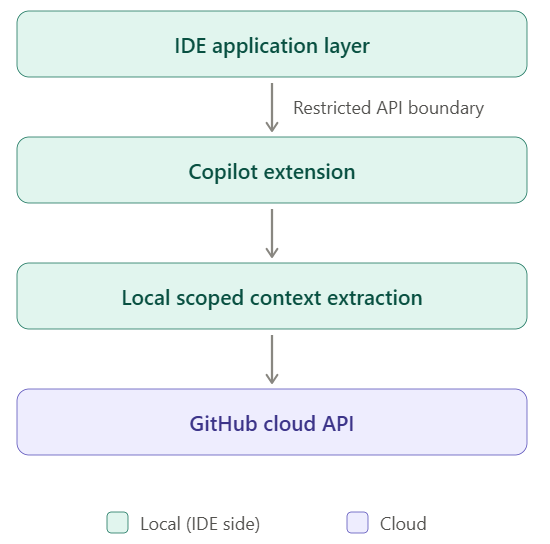 IDE application layer
Restricted API boundary
Copilot extension
Local scoped context extraction
GitHub cloud API
Local (IDE side)
Cloud